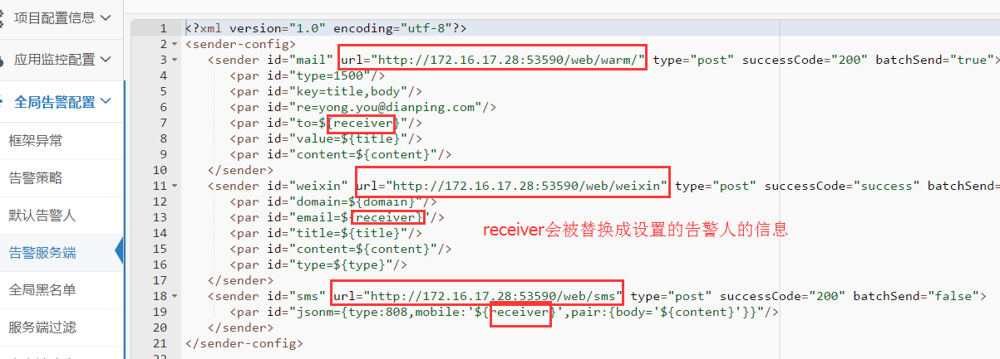 项目配置信息
应用监控配置
全局告警配置
框架异常
告警策略
默认告警人
告警服务端
全局黑名单
服务端过滤
1 <?xml version="1.0" encoding="utf-8"?>
2 <sender-config>
3 <sender id="mail" url="http://172.16.17.28:53590/web/warm/" type="post" successCode="200" batchSend="true">
4 <par id="type=1500"/>
5 <par id="key=title,body"/>
6 <par id="re=yong.you@dianping.com"/>
7 <par id="to=${receiver}"/>
8 <par id="value=${title}"/>
9 <par id="content=${content}"/>
10 </sender>
11 <sender id="weixin" url="http://172.16.17.28:53590/web/weixin" type="post" successCode="success" batchSend=
12 <par id="domain=${domain}"/>
13 <par id="email=${receiver}"/>
receiver会被替换成设置的告警人的信息
14 <par id="title=${title}"/>
15 <par id="content=${content}"/>
16 <par id="type=${type}"/>
17 </sender>
18 <sender id="sms" url="http://172.16.17.28:53590/web/sms" type="post" successCode="200" batchSend="false">
19 <par id="jsonm={type:808,mobile:'${receiver}',pair:{body='${content}'}}"/>
20 </sender>
21 </sender-config>
22